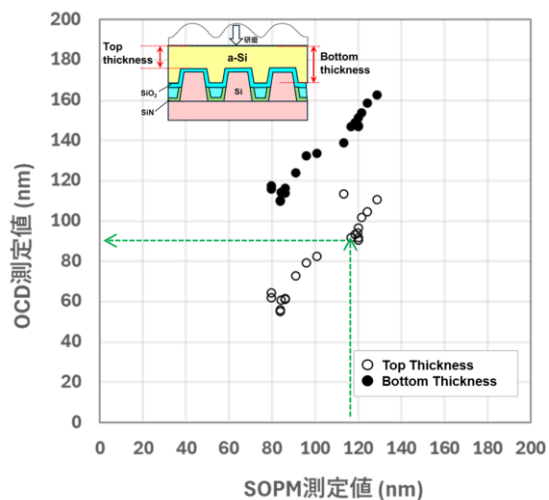 200
180
160
140
120
100
80
60
40
20
0
0 20 40 60 80 100 120 140 160 180 200
OCD測定値 (nm)
SOPM測定値 (nm)
研磨
Top
thickness
a-Si
Bottom
thickness
SiO₂
Si
SiN
Top Thickness
Bottom Thickness